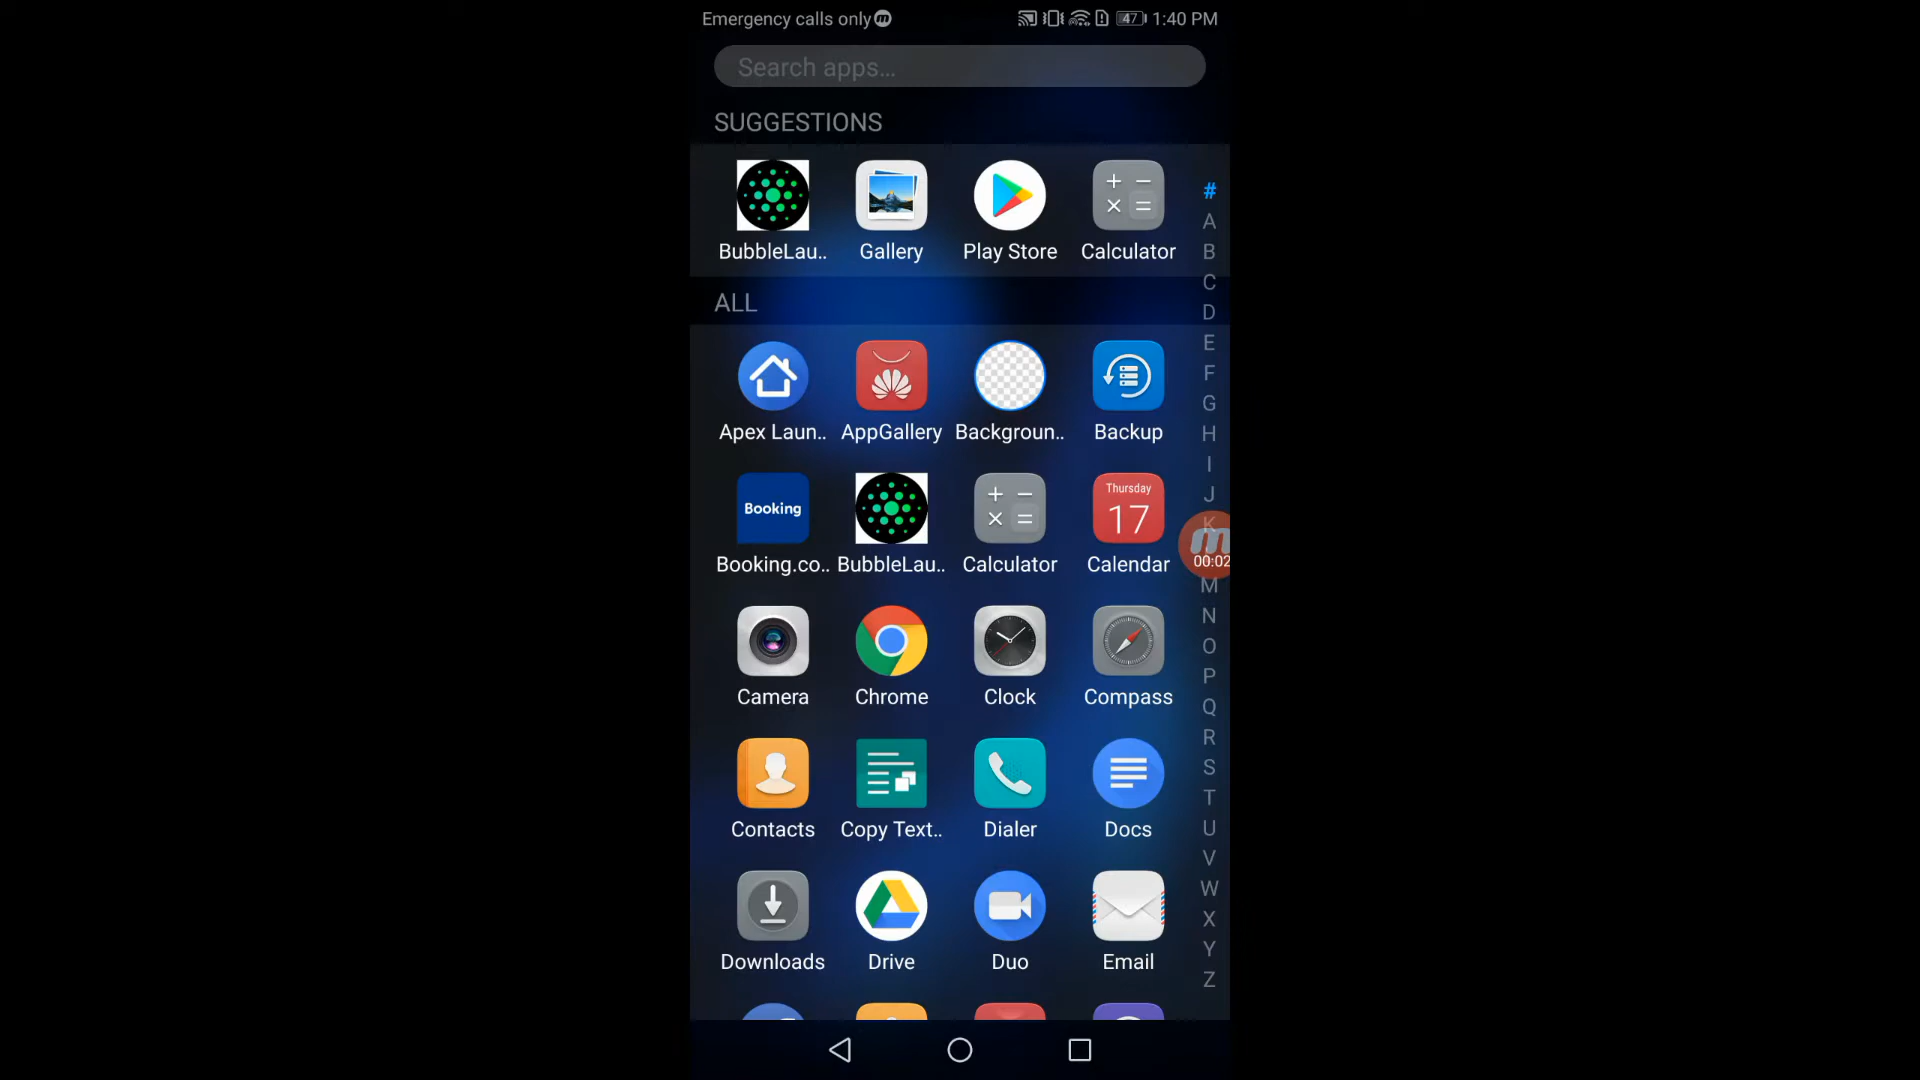 Emergency calls only
47 1:40 PM
Search apps...
SUGGESTIONS
BubbleLau.. Gallery Play Store Calculator
#
A
B
C
D
E
F
G
H
I
J
K
M
N
O
P
Q
R
S
T
U
V
W
X
Y
Z
ALL
Apex Laun.. AppGallery Backgroun.. Backup
Booking
Thursday
17
00:02
Booking.co.. BubbleLau.. Calculator Calendar
Camera Chrome Clock Compass
Contacts Copy Text.. Dialer Docs
Downloads Drive Duo Email